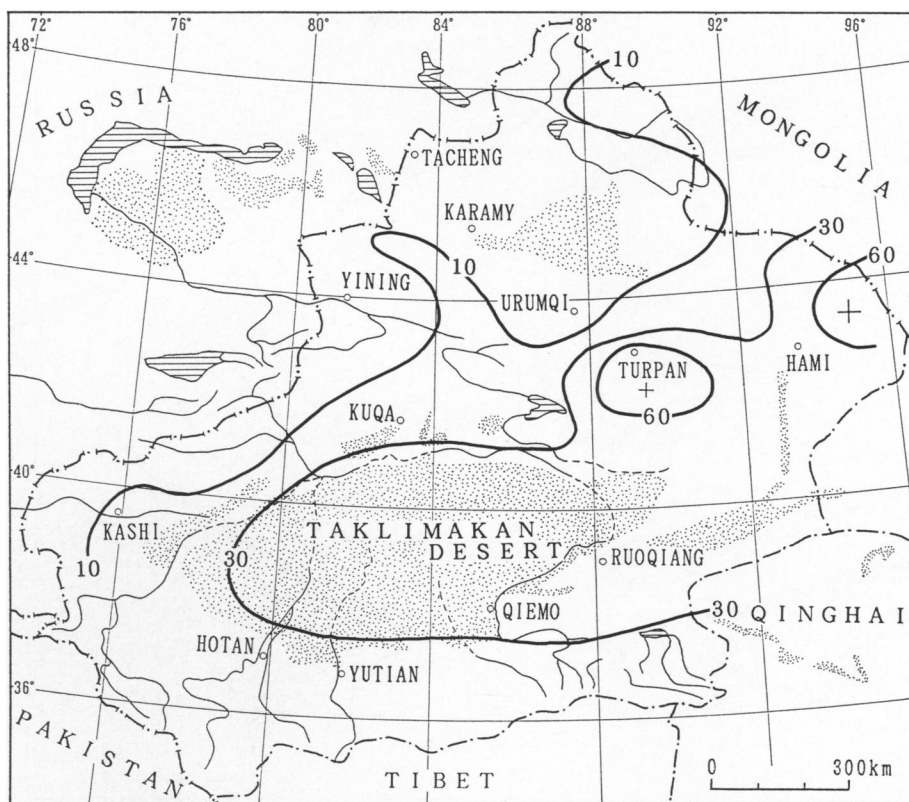 72° 76° 80° 84° 88° 92° 96°
48°
10
RUSSIA
MONGOLIA
TACHENG
KARAMY
30
44°
60
10
YINING
URUMQI
HAMI
TURPAN
60
KUQA
40°
KASHI
TAKLIMAKAN
DESERT
30
RUOQIANG
10
QIEMO
30
QINGHAI
HOTAN
YUTIAN
36°
PAKISTAN
TIBET
0 300km